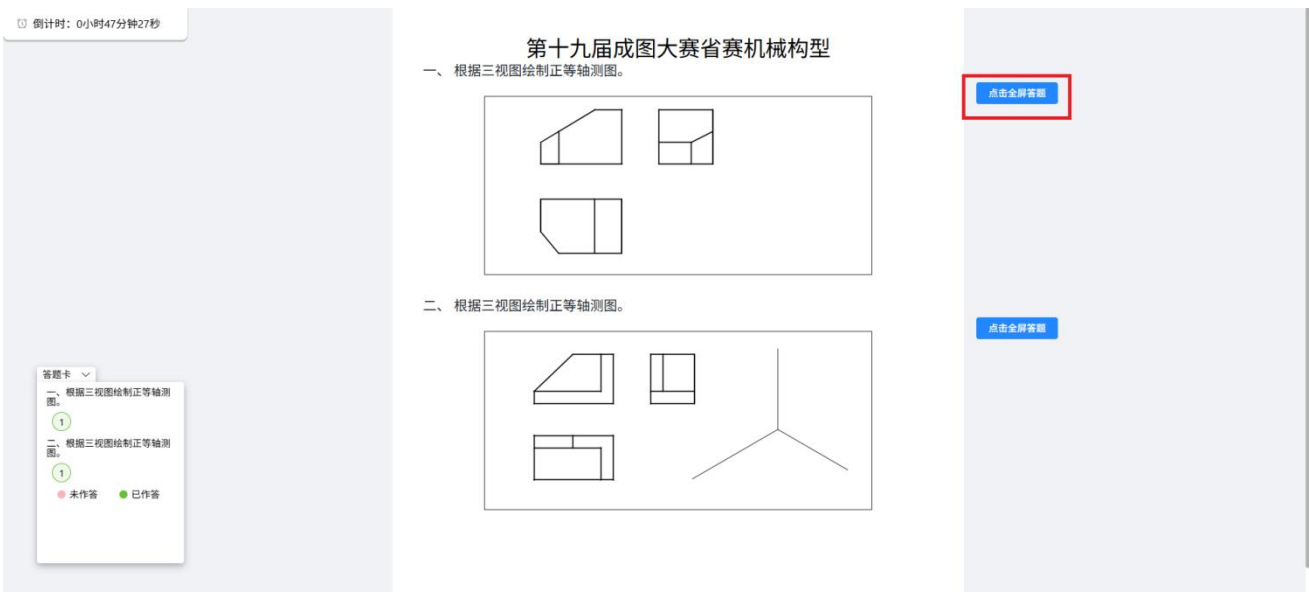 倒计时：0小时47分钟27秒
第十九届成图大赛省赛机械构型
一、 根据三视图绘制正等轴测图。
点击全屏答题
二、 根据三视图绘制正等轴测图。
点击全屏答题
答题卡
一、根据三视图绘制正等轴测
图。
1
二、根据三视图绘制正等轴测
图。
1
未作答 已作答